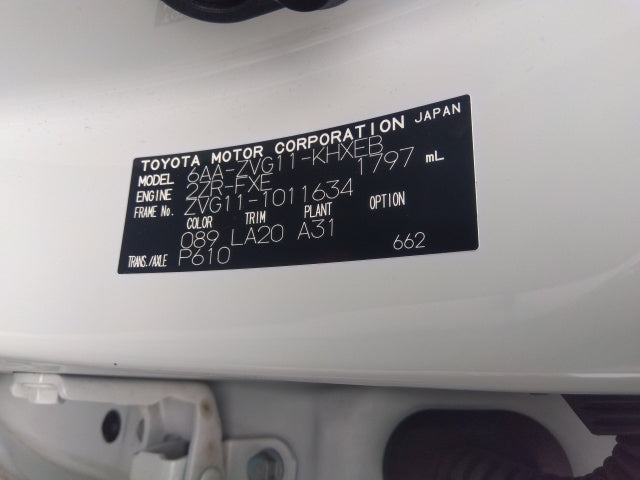 TOYOTA MOTOR CORPORATION JAPAN
MODEL 6AA-ZVG11-KHXEB
ENGINE 2ZR-FXE 1797 mL
FRAME No. ZVG11-1011634
COLOR TRIM PLANT OPTION
089 LA20 A31
TRANS./AXLE P610 662